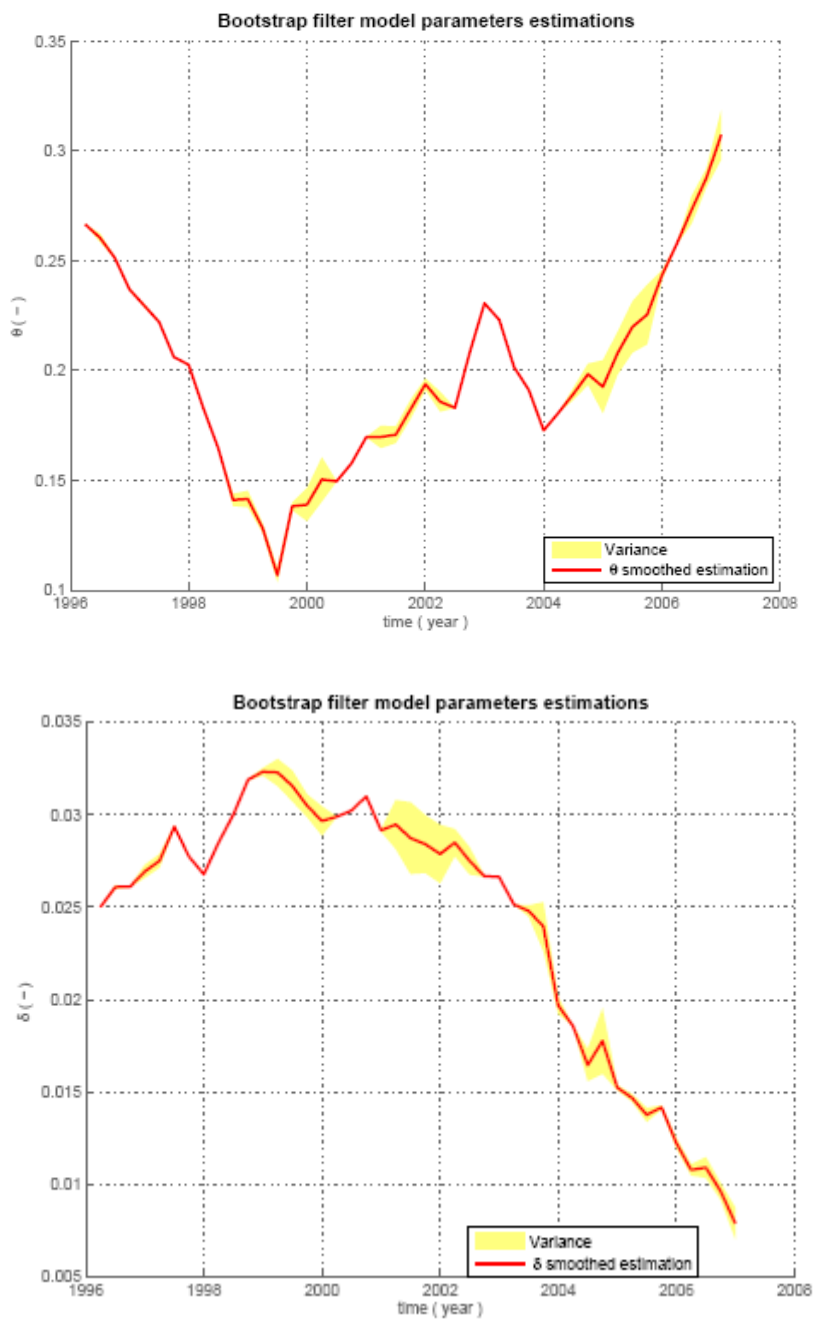 Bootstrap filter model parameters estimations
0.35
0.3
0.25
0.2
0.15
0.1
θ ( − )
1996 1998 2000 2002 2004 2006 2008
time ( year )
Variance
θ smoothed estimation
Bootstrap filter model parameters estimations
0.035
0.03
0.025
0.02
0.015
0.01
0.005
δ ( − )
1996 1998 2000 2002 2004 2006 2008
time ( year )
Variance
δ smoothed estimation